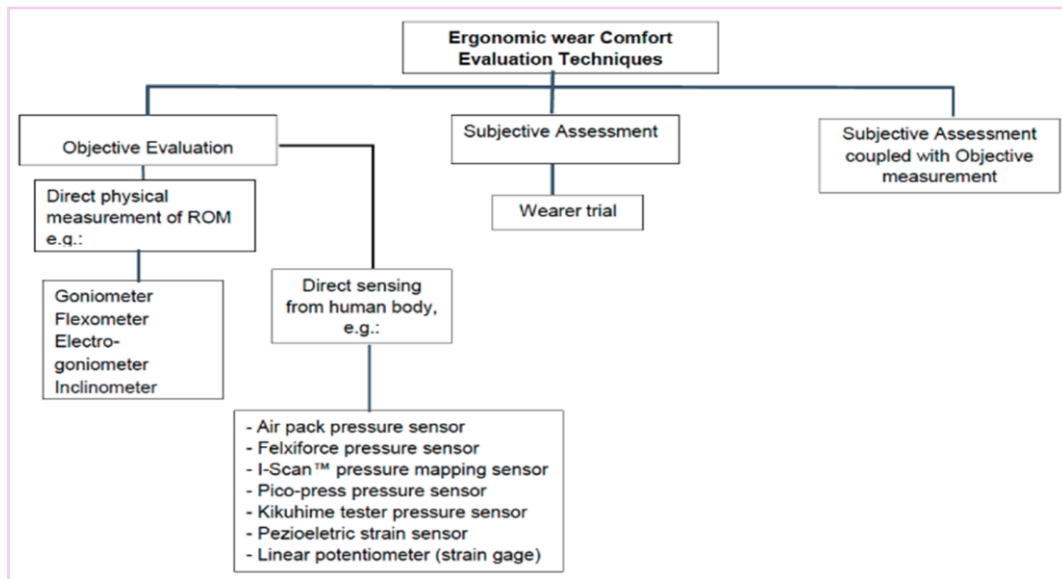 Ergonomic wear Comfort
Evaluation Techniques
Objective Evaluation
Subjective Assessment
Subjective Assessment
coupled with Objective
measurement
Direct physical
measurement of ROM
e.g.:
Wearer trial
Goniometer
Flexometer
Electro-
goniometer
Inclinometer
Direct sensing
from human body,
e.g.:
- Air pack pressure sensor
- Felxiforce pressure sensor
- I-Scan™ pressure mapping sensor
- Pico-press pressure sensor
- Kikuhime tester pressure sensor
- Pezioeletric strain sensor
- Linear potentiometer (strain gage)